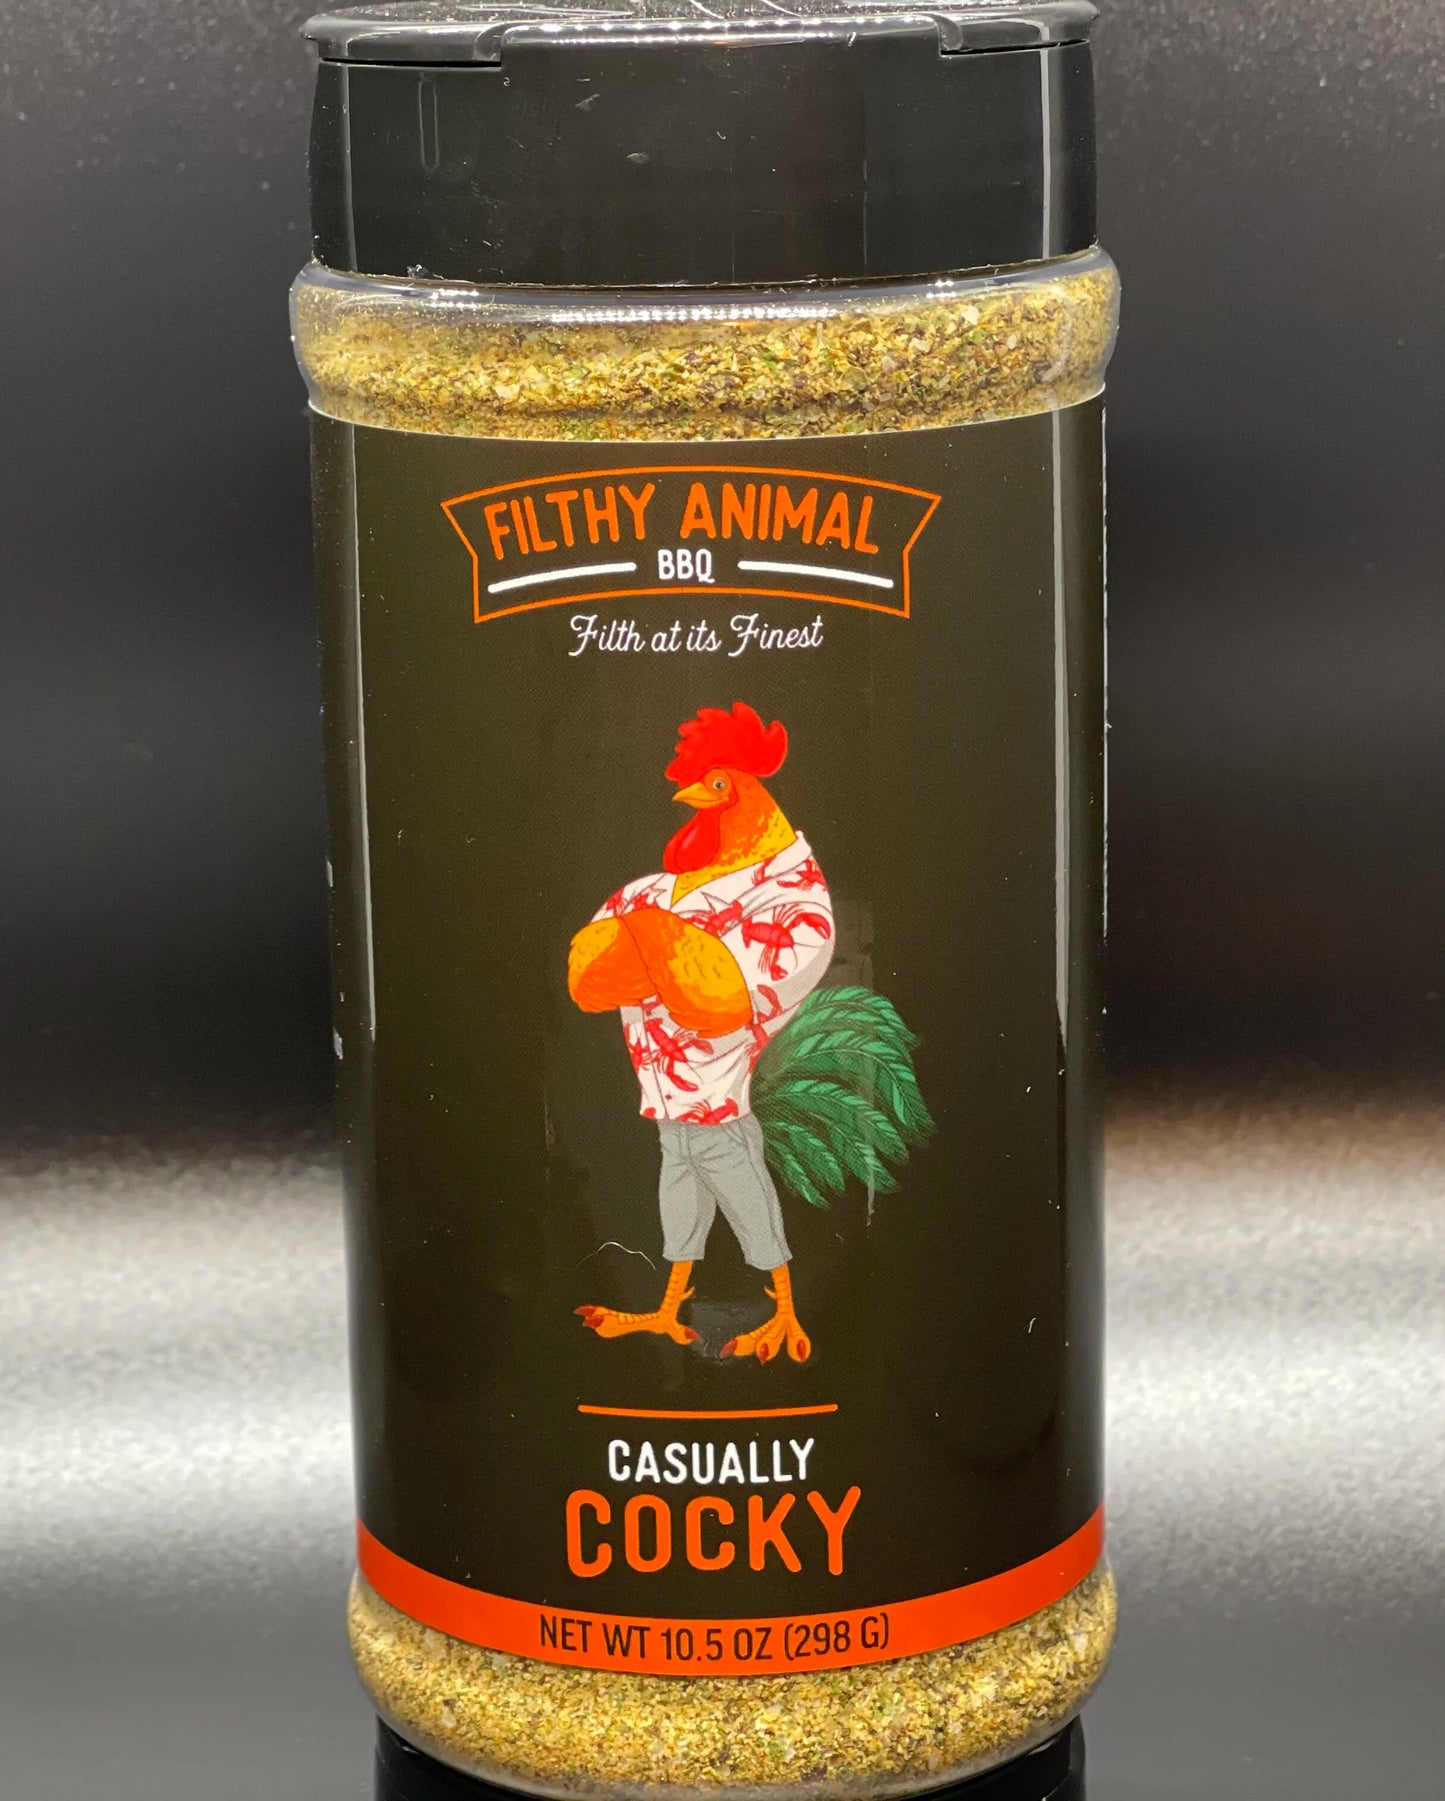 FILTHY ANIMAL
BBQ
Filth at its Finest
CASUALLY
COCKY
NET WT 10.5 OZ (298 G)